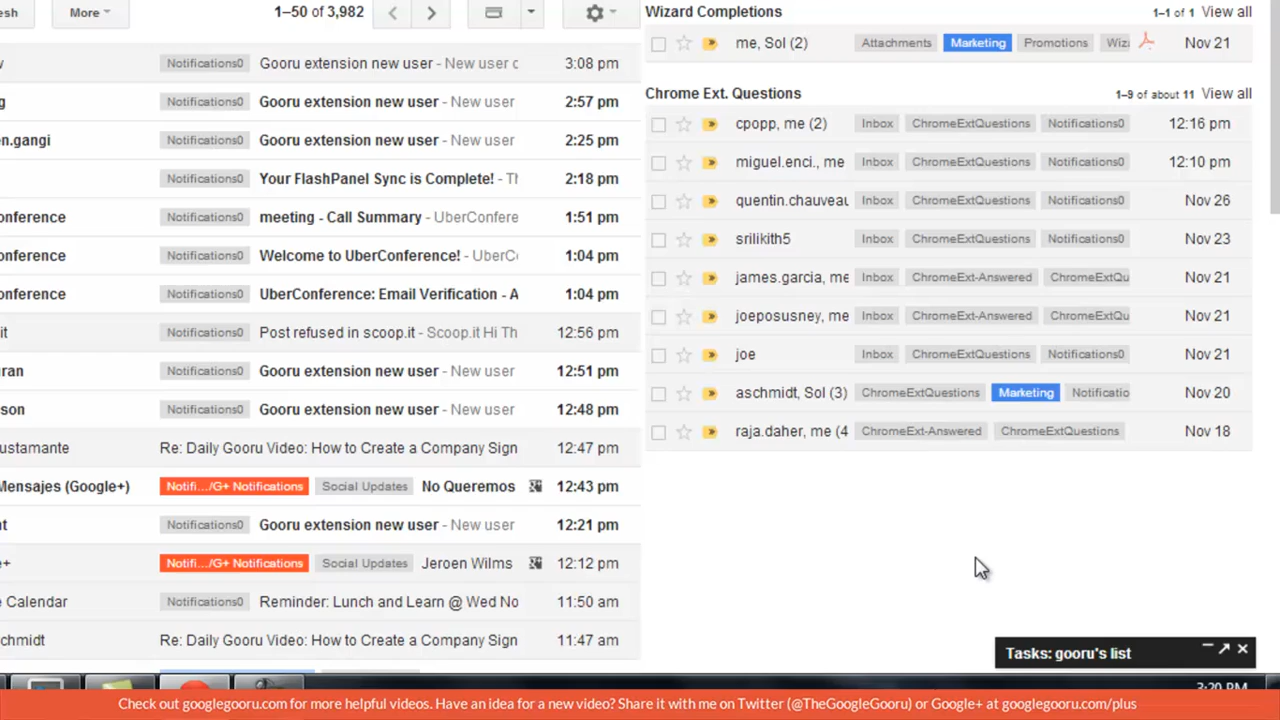 esh
More
1–50 of 3,982
Notifications0 Gooru extension new user - New user c 3:08 pm
g Notifications0 Gooru extension new user - New user 2:57 pm
n.gangi Notifications0 Gooru extension new user - New user 2:25 pm
Notifications0 Your FlashPanel Sync is Complete! - Th 2:18 pm
onference Notifications0 meeting - Call Summary - UberConfere 1:51 pm
onference Notifications0 Welcome to UberConference! - UberC 1:04 pm
onference Notifications0 UberConference: Email Verification - A 1:04 pm
it Notifications0 Post refused in scoop.it - Scoop.it Hi Th 12:56 pm
ran Notifications0 Gooru extension new user - New user 12:51 pm
son Notifications0 Gooru extension new user - New user 12:48 pm
ustamante Re: Daily Gooru Video: How to Create a Company Sign 12:47 pm
Mensajes (Google+) Notifi.../G+ Notifications Social Updates No Queremos 12:43 pm
nt Notifications0 Gooru extension new user - New user 12:21 pm
e+ Notifi.../G+ Notifications Social Updates Jeroen Wilms 12:12 pm
e Calendar Notifications0 Reminder: Lunch and Learn @ Wed No 11:50 am
chmidt Re: Daily Gooru Video: How to Create a Company Sign 11:47 am
Wizard Completions 1–1 of 1 View all
me, Sol (2) Attachments Marketing Promotions Wiz Nov 21
Chrome Ext. Questions 1–9 of about 11 View all
cpopp, me (2) Inbox ChromeExtQuestions Notifications0 12:16 pm
miguel.enci., me Inbox ChromeExtQuestions Notifications0 12:10 pm
quentin.chauveau Inbox ChromeExtQuestions Notifications0 Nov 26
srilikith5 Inbox ChromeExtQuestions Notifications0 Nov 23
james.garcia, me Inbox ChromeExt-Answered ChromeExtQu Nov 21
joeposusney, me Inbox ChromeExt-Answered ChromeExtQu Nov 21
joe Inbox ChromeExtQuestions Notifications0 Nov 21
aschmidt, Sol (3) ChromeExtQuestions Marketing Notificatio Nov 20
raja.daher, me (4 ChromeExt-Answered ChromeExtQuestions Nov 18
Tasks: gooru's list
3:20 PM
Check out googlegooru.com for more helpful videos. Have an idea for a new video? Share it with me on Twitter (@TheGoogleGooru) or Google+ at googlegooru.com/plus